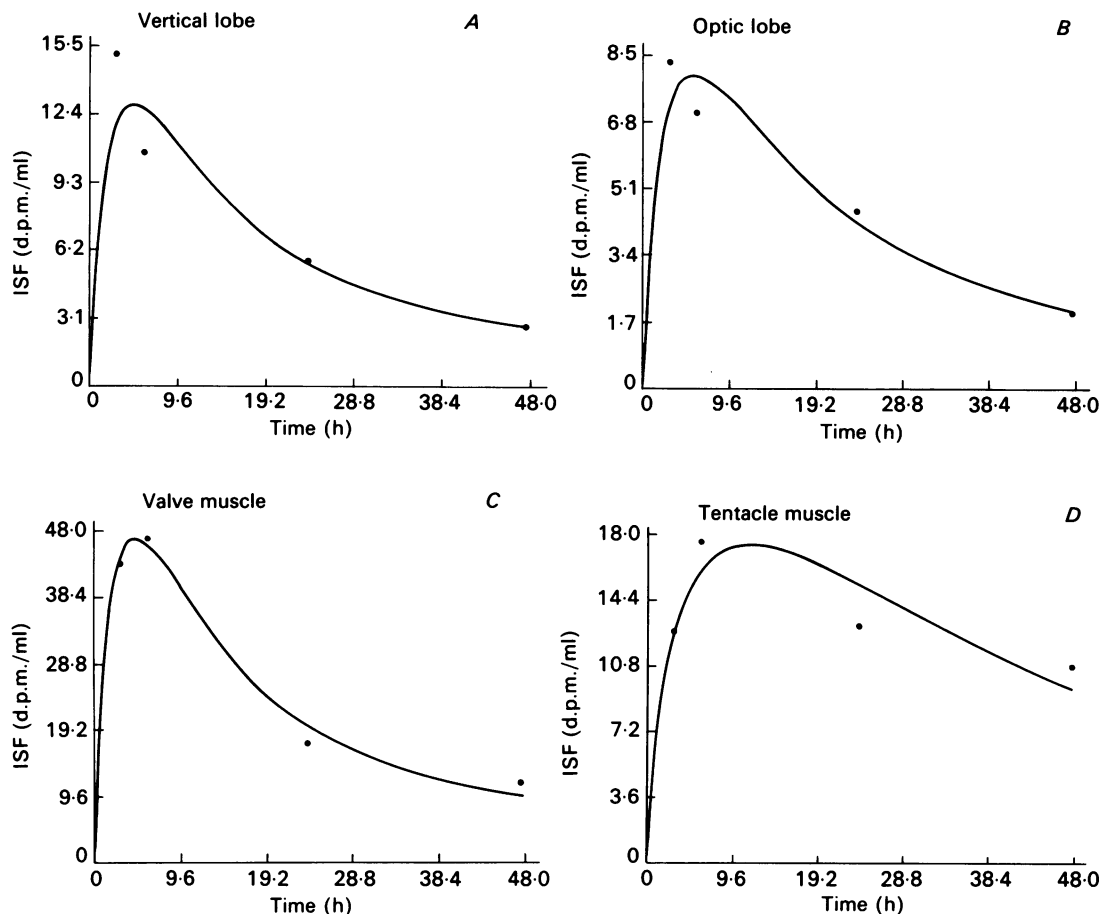 Vertical lobe
A
15·5
12·4
9·3
6·2
3·1
0
ISF (d.p.m./ml)
0 9·6 19·2 28·8 38·4 48·0
Time (h)
Optic lobe
B
8·5
6·8
5·1
3·4
1·7
0
ISF (d.p.m./ml)
0 9·6 19·2 28·8 38·4 48·0
Time (h)
Valve muscle
C
48·0
38·4
28·8
19·2
9·6
0
ISF (d.p.m./ml)
0 9·6 19·2 28·8 38·4 48·0
Time (h)
Tentacle muscle
D
18·0
14·4
10·8
7·2
3·6
0
ISF (d.p.m./ml)
0 9·6 19·2 28·8 38·4 48·0
Time (h)